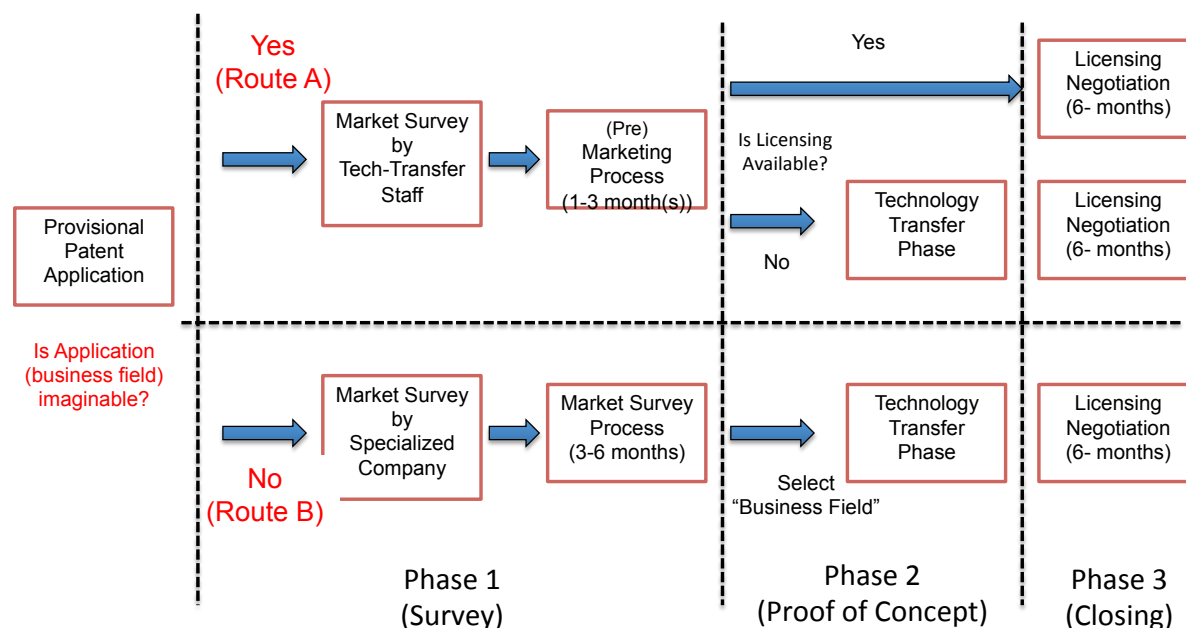 Provisional
Patent
Application
Is Application
(business field)
imaginable?
Yes
(Route A)
Market Survey
by
Tech-Transfer
Staff
(Pre)
Marketing
Process
(1-3 month(s))
Yes
Is Licensing
Available?
No
Technology
Transfer
Phase
Licensing
Negotiation
(6- months)
Licensing
Negotiation
(6- months)
No
(Route B)
Market Survey
by
Specialized
Company
Market Survey
Process
(3-6 months)
Select
“Business Field”
Technology
Transfer
Phase
Licensing
Negotiation
(6- months)
Phase 1
(Survey)
Phase 2
(Proof of Concept)
Phase 3
(Closing)